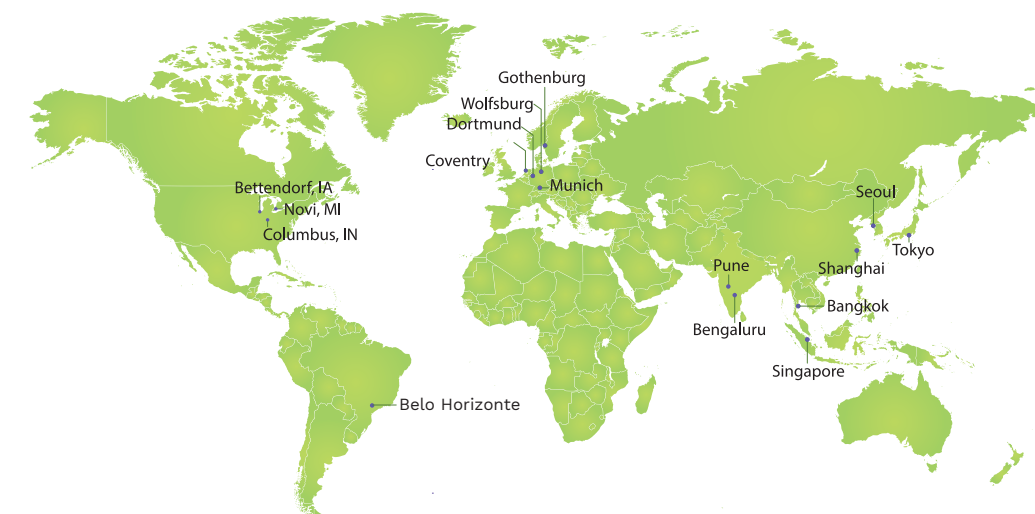 Gothenburg
Wolfsburg
Dortmund
Coventry
Munich
Bettendorf, IA
Novi, MI
Columbus, IN
Seoul
Tokyo
Shanghai
Pune
Bangkok
Bengaluru
Singapore
Belo Horizonte